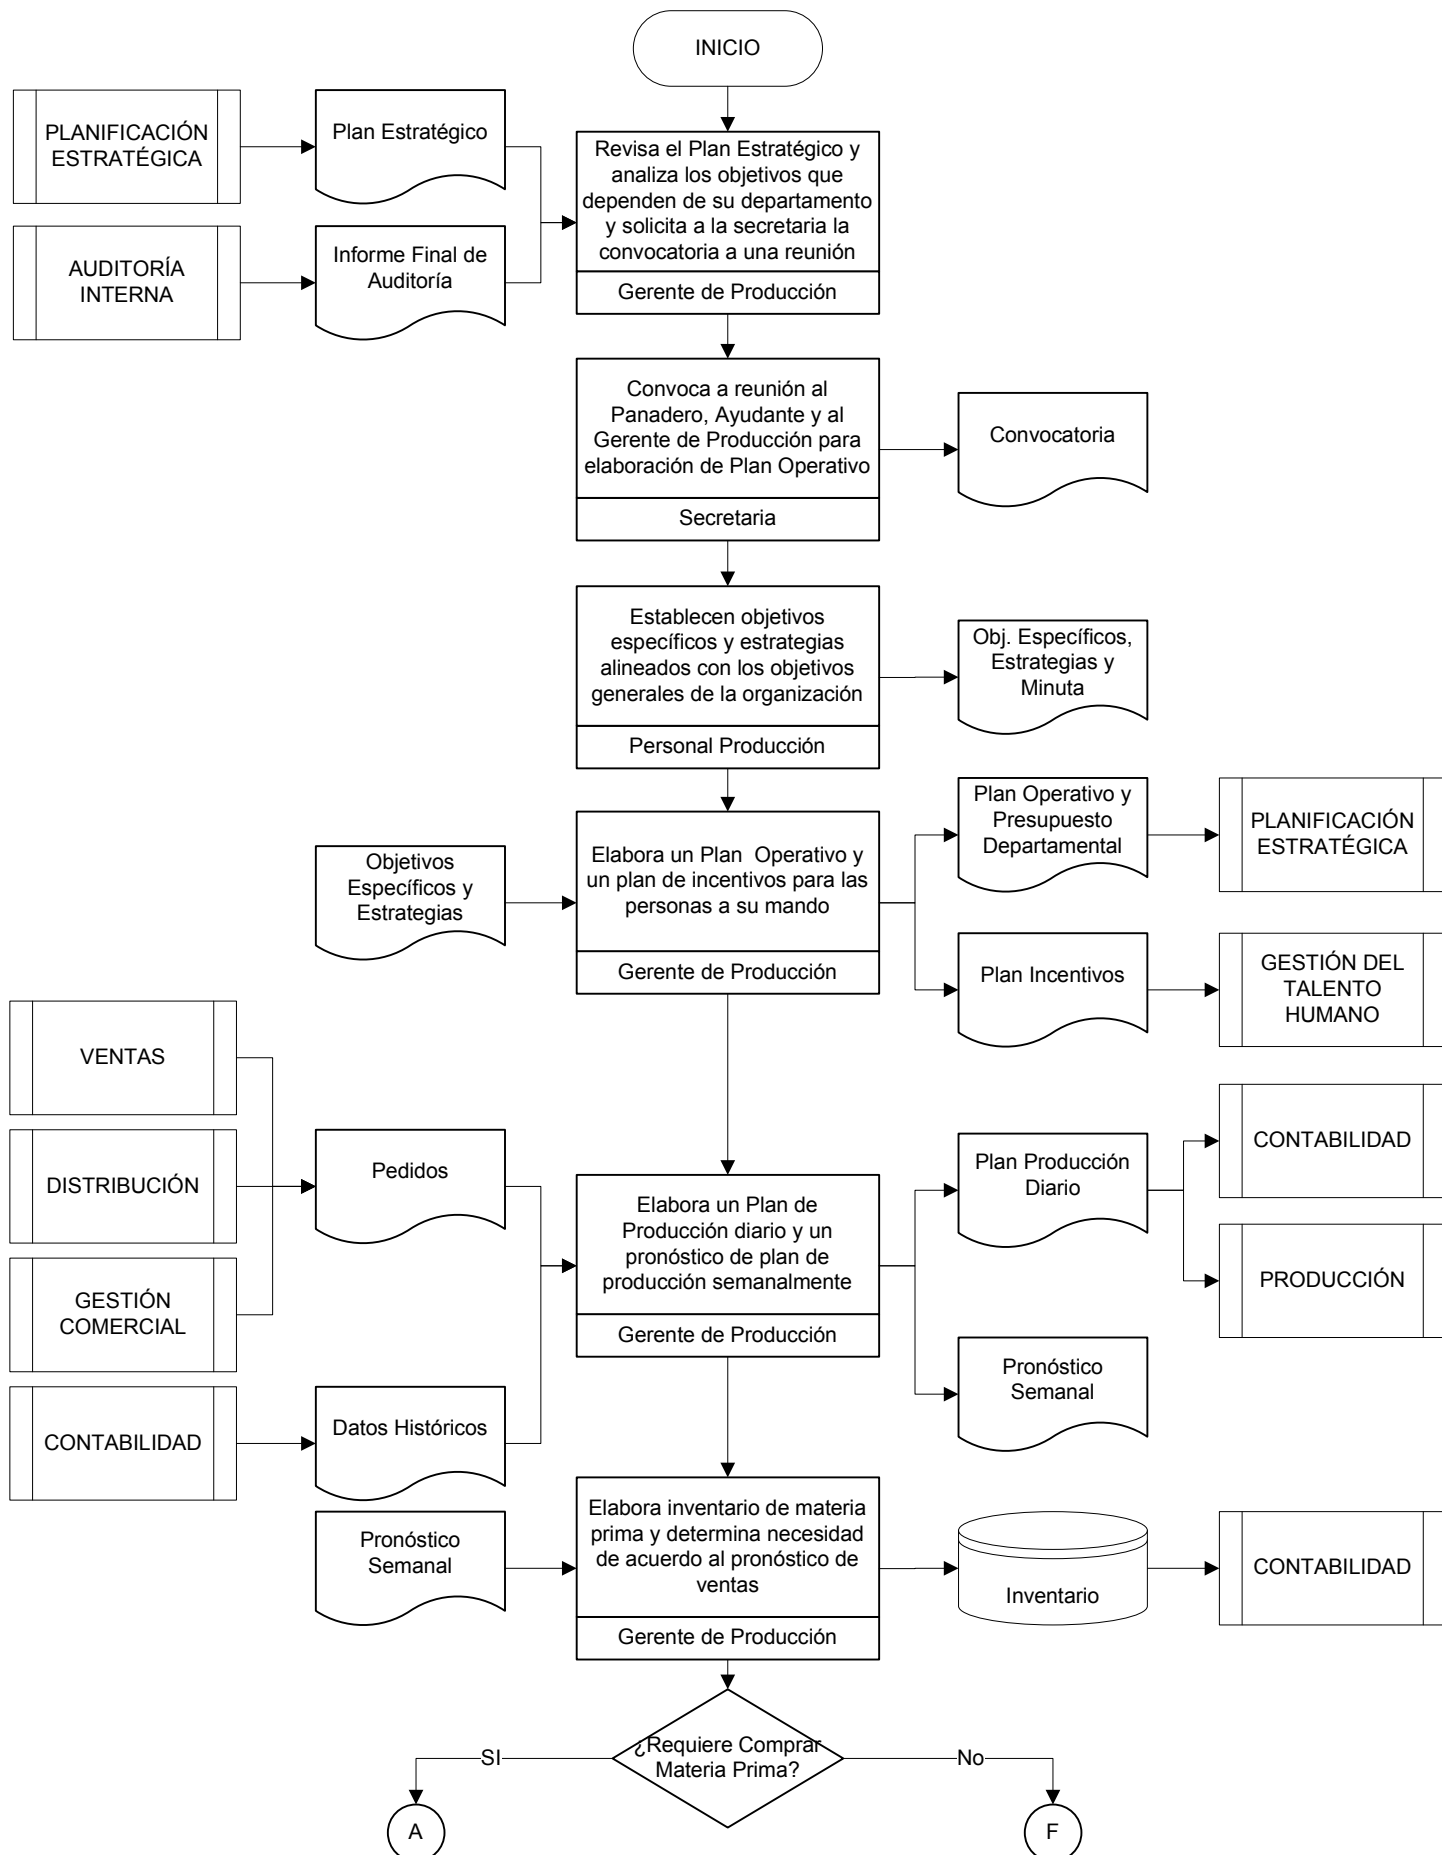 INICIO
PLANIFICACIÓN
ESTRATÉGICA
Plan Estratégico
Revisa el Plan Estratégico y
analiza los objetivos que
dependen de su departamento
y solicita a la secretaria la
convocatoria a una reunión
Gerente de Producción
AUDITORÍA
INTERNA
Informe Final de
Auditoría
Convoca a reunión al
Panadero, Ayudante y al
Gerente de Producción para
elaboración de Plan Operativo
Secretaria
Convocatoria
Establecen objetivos
específicos y estrategias
alineados con los objetivos
generales de la organización
Personal Producción
Obj. Específicos,
Estrategias y
Minuta
Objetivos
Específicos y
Estrategias
Elabora un Plan  Operativo y
un plan de incentivos para las
personas a su mando
Gerente de Producción
Plan Operativo y
Presupuesto
Departamental
PLANIFICACIÓN
ESTRATÉGICA
Plan Incentivos
GESTIÓN DEL
TALENTO
HUMANO
VENTAS
DISTRIBUCIÓN
GESTIÓN
COMERCIAL
CONTABILIDAD
Pedidos
Datos Históricos
Elabora un Plan de
Producción diario y un
pronóstico de plan de
producción semanalmente
Gerente de Producción
Plan Producción
Diario
CONTABILIDAD
PRODUCCIÓN
Pronóstico
Semanal
Pronóstico
Semanal
Elabora inventario de materia
prima y determina necesidad
de acuerdo al pronóstico de
ventas
Gerente de Producción
Inventario
CONTABILIDAD
¿Requiere Comprar
Materia Prima?
SI
No
A
F